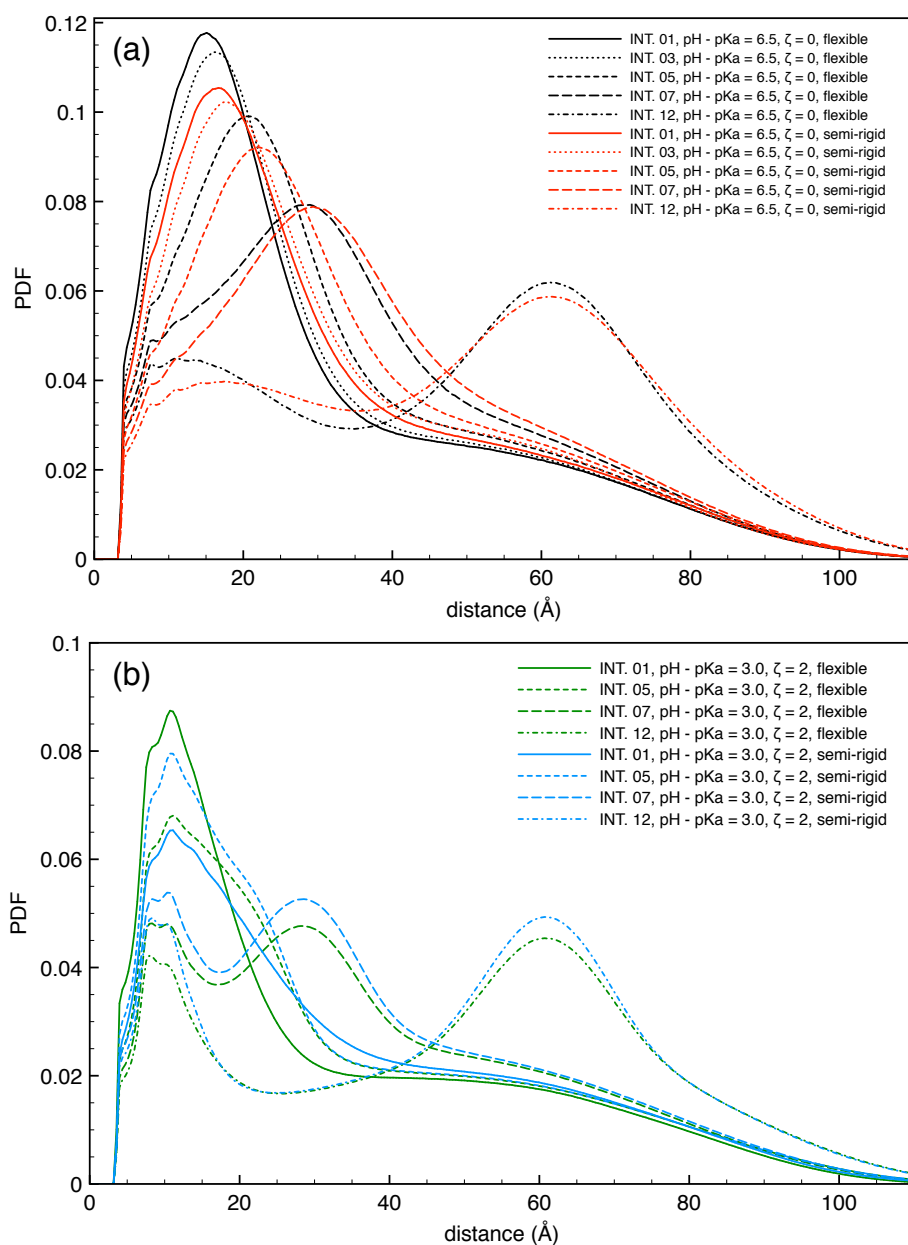 0.12
(a)
INT. 01, pH - pKa = 6.5, ζ = 0, flexible
INT. 03, pH - pKa = 6.5, ζ = 0, flexible
INT. 05, pH - pKa = 6.5, ζ = 0, flexible
INT. 07, pH - pKa = 6.5, ζ = 0, flexible
INT. 12, pH - pKa = 6.5, ζ = 0, flexible
INT. 01, pH - pKa = 6.5, ζ = 0, semi-rigid
INT. 03, pH - pKa = 6.5, ζ = 0, semi-rigid
INT. 05, pH - pKa = 6.5, ζ = 0, semi-rigid
INT. 07, pH - pKa = 6.5, ζ = 0, semi-rigid
INT. 12, pH - pKa = 6.5, ζ = 0, semi-rigid
0.1
0.08
PDF
0.06
0.04
0.02
0
0 20 40 60 80 100
distance (Å)
0.1
(b)
INT. 01, pH - pKa = 3.0, ζ = 2, flexible
INT. 05, pH - pKa = 3.0, ζ = 2, flexible
INT. 07, pH - pKa = 3.0, ζ = 2, flexible
INT. 12, pH - pKa = 3.0, ζ = 2, flexible
INT. 01, pH - pKa = 3.0, ζ = 2, semi-rigid
INT. 05, pH - pKa = 3.0, ζ = 2, semi-rigid
INT. 07, pH - pKa = 3.0, ζ = 2, semi-rigid
INT. 12, pH - pKa = 3.0, ζ = 2, semi-rigid
0.08
0.06
PDF
0.04
0.02
0
0 20 40 60 80 100
distance (Å)